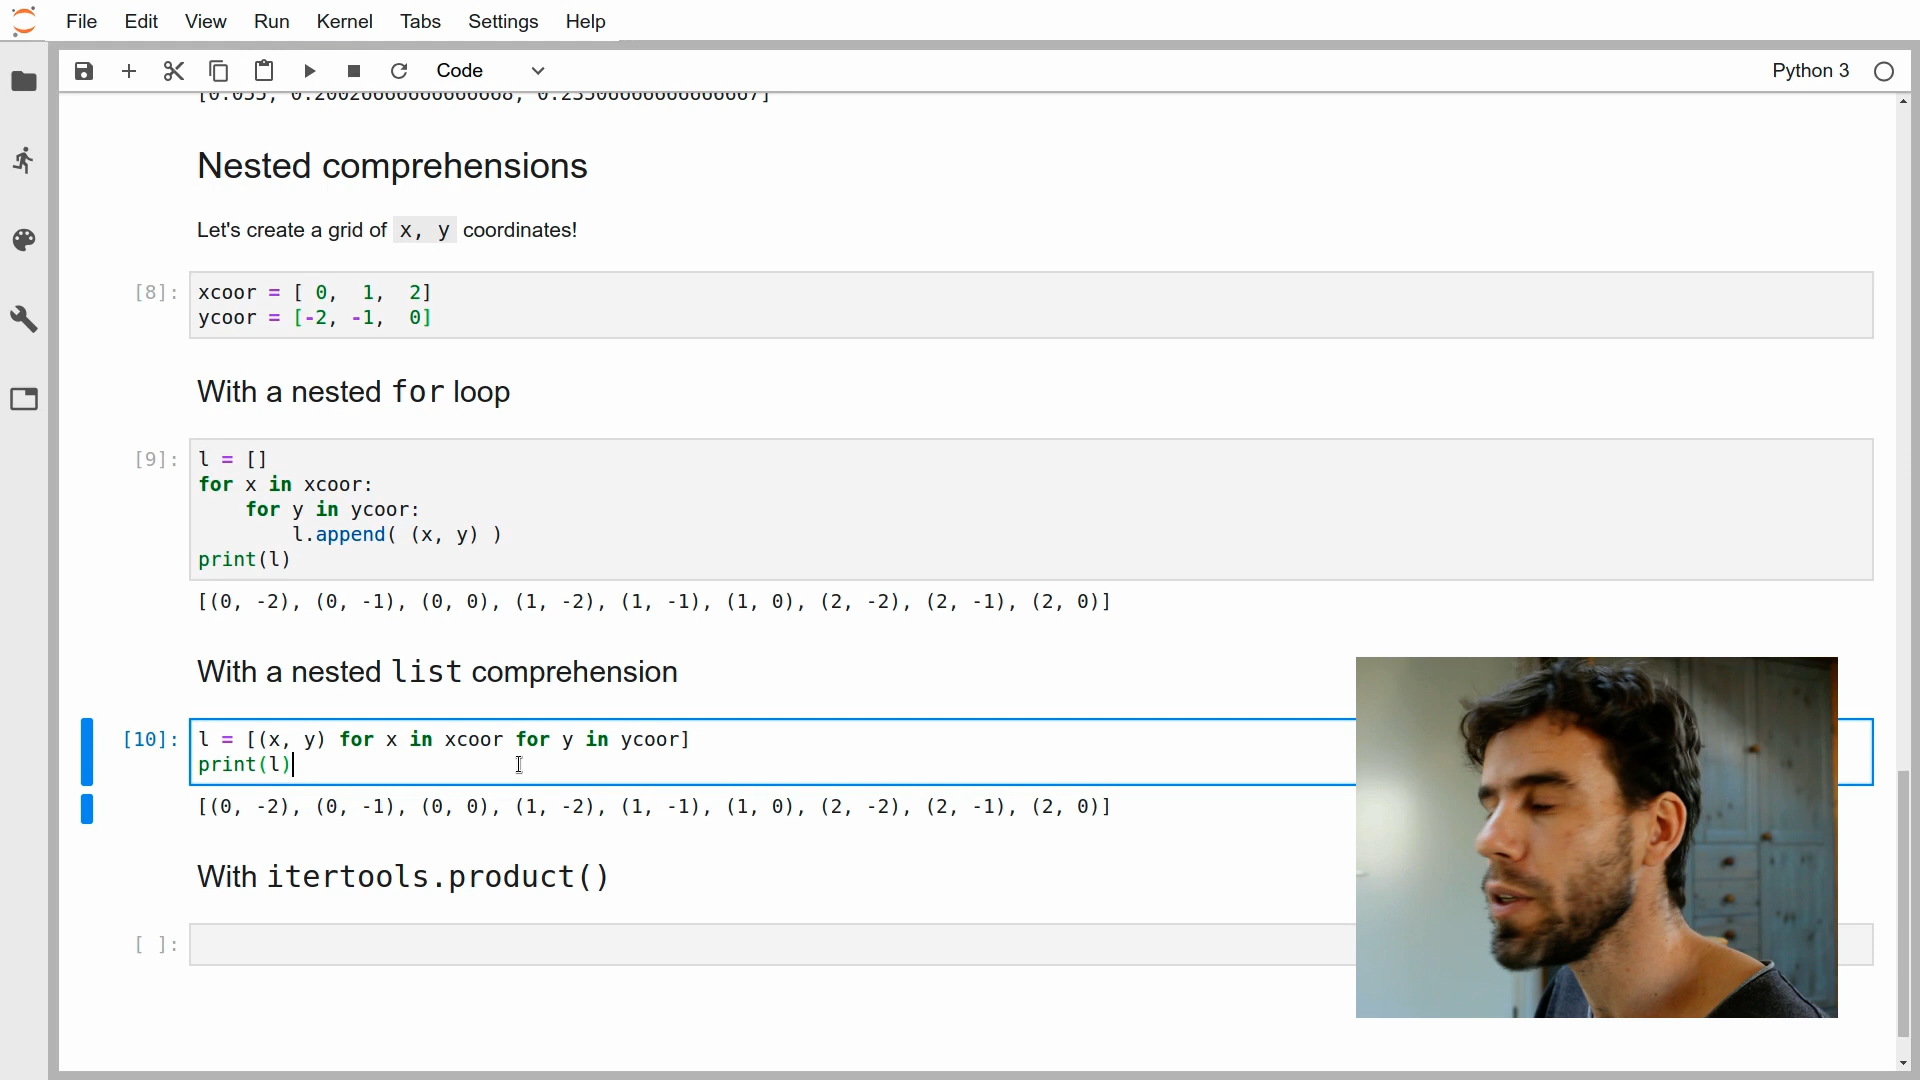 File Edit View Run Kernel Tabs Settings Help
Code Python 3
Nested comprehensions
Let's create a grid of x, y coordinates!
[8]: xcoor = [ 0,  1,  2]
ycoor = [-2, -1,  0]
With a nested for loop
[9]: l = []
for x in xcoor:
    for y in ycoor:
        l.append( (x, y) )
print(l)
[(0, -2), (0, -1), (0, 0), (1, -2), (1, -1), (1, 0), (2, -2), (2, -1), (2, 0)]
With a nested list comprehension
[10]: l = [(x, y) for x in xcoor for y in ycoor]
print(l)
[(0, -2), (0, -1), (0, 0), (1, -2), (1, -1), (1, 0), (2, -2), (2, -1), (2, 0)]
With itertools.product()
[ ]: